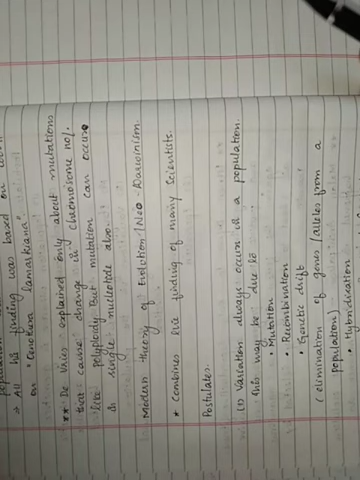 ⇒ All his finding was based on
on "Oenothera lamarkiana"
** De Vries explained only about mutations
that cause change in chromosome no/.
like polyploidy But mutation can occure
in single nucleotide also.
Modern theory of Evolution/Neo-Darwinism.
* Combines the finding of many Scientists.
Postulates.
(1) Variation always occurs in a population.
This may be due to
• Mutation
• Recombination
• Genetic drift
(elimination of genes/alleles from a
population)
• Hybridisation